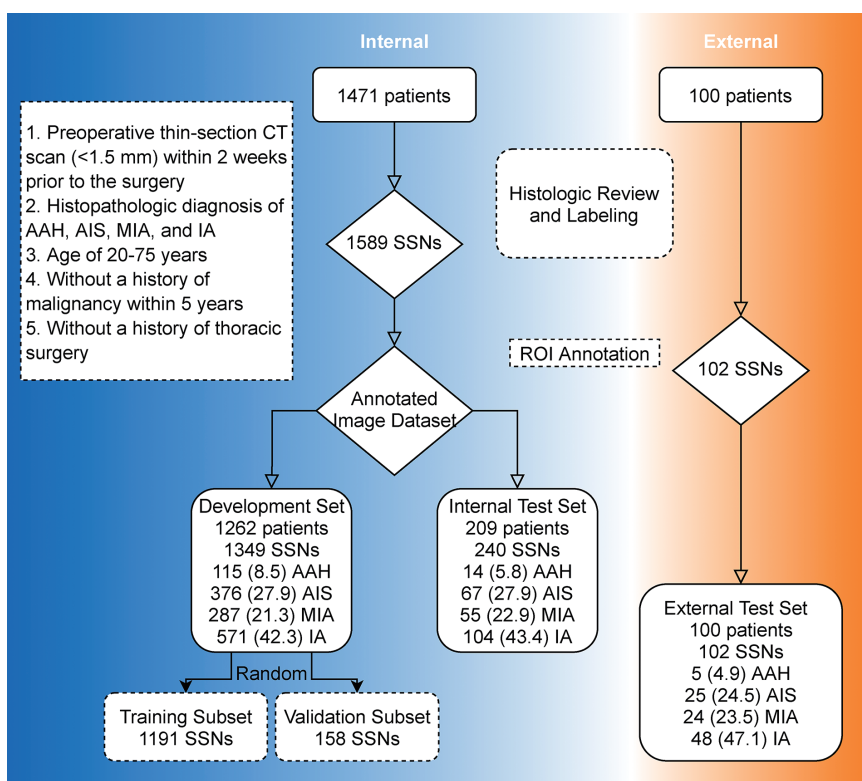 Internal
External
1471 patients
100 patients
1. Preoperative thin-section CT
scan (<1.5 mm) within 2 weeks
prior to the surgery
2. Histopathologic diagnosis of
AAH, AIS, MIA, and IA
3. Age of 20-75 years
4. Without a history of
malignancy within 5 years
5. Without a history of thoracic
surgery
Histologic Review
and Labeling
1589 SSNs
ROI Annotation
102 SSNs
Annotated
Image Dataset
Development Set
1262 patients
1349 SSNs
115 (8.5) AAH
376 (27.9) AIS
287 (21.3) MIA
571 (42.3) IA
Internal Test Set
209 patients
240 SSNs
14 (5.8) AAH
67 (27.9) AIS
55 (22.9) MIA
104 (43.4) IA
External Test Set
100 patients
102 SSNs
5 (4.9) AAH
25 (24.5) AIS
24 (23.5) MIA
48 (47.1) IA
Random
Training Subset
1191 SSNs
Validation Subset
158 SSNs